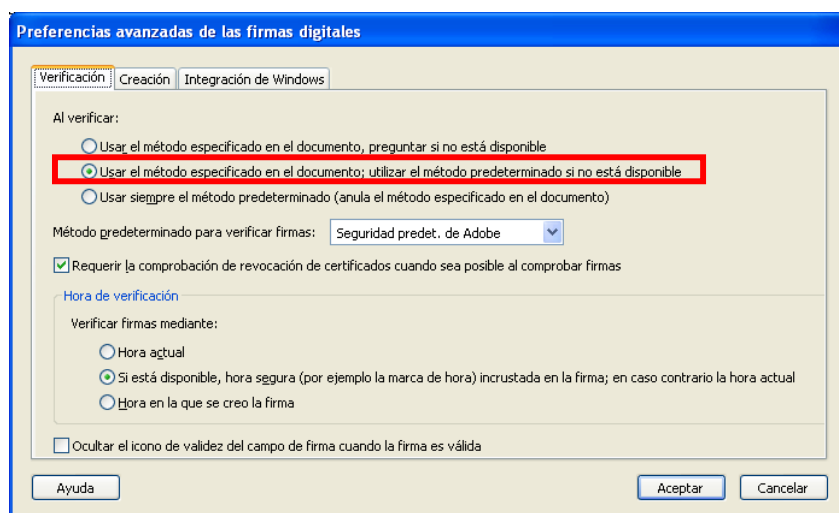 Preferencias avanzadas de las firmas digitales
Verificación Creación Integración de Windows
Al verificar:
Usar el método especificado en el documento, preguntar si no está disponible
Usar el método especificado en el documento; utilizar el método predeterminado si no está disponible
Usar siempre el método predeterminado (anula el método especificado en el documento)
Método predeterminado para verificar firmas: Seguridad predet. de Adobe
Requerir la comprobación de revocación de certificados cuando sea posible al comprobar firmas
Hora de verificación
Verificar firmas mediante:
Hora actual
Si está disponible, hora segura (por ejemplo la marca de hora) incrustada en la firma; en caso contrario la hora actual
Hora en la que se creo la firma
Ocultar el icono de validez del campo de firma cuando la firma es válida
Ayuda Aceptar Cancelar